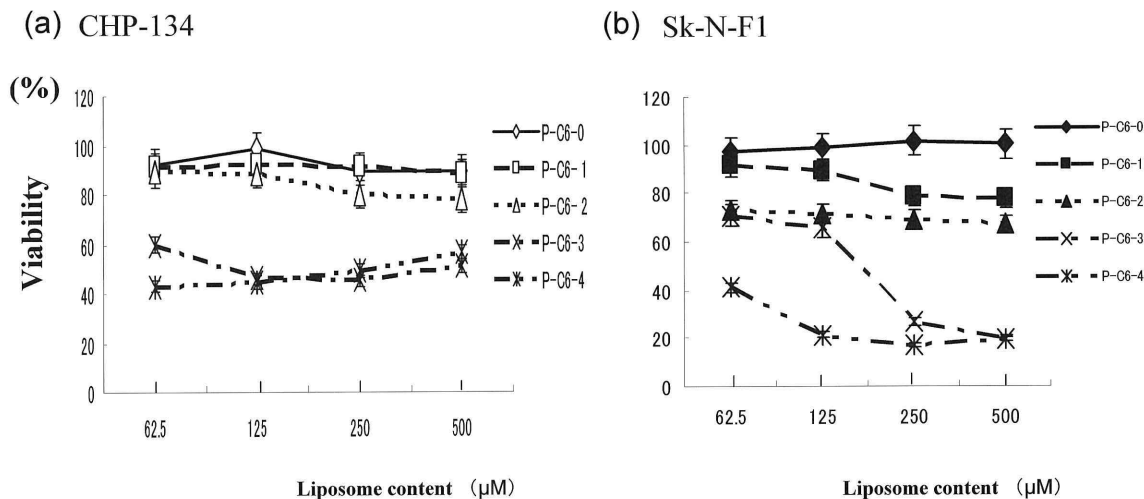 (a) CHP-134
(%)
Viability
120
100
80
60
40
20
0
62.5
125
250
500
Liposome content (μM)
P-C6-0
P-C6-1
P-C6-2
P-C6-3
P-C6-4
(b) Sk-N-F1
120
100
80
60
40
20
0
62.5
125
250
500
Liposome content (μM)
P-C6-0
P-C6-1
P-C6-2
P-C6-3
P-C6-4